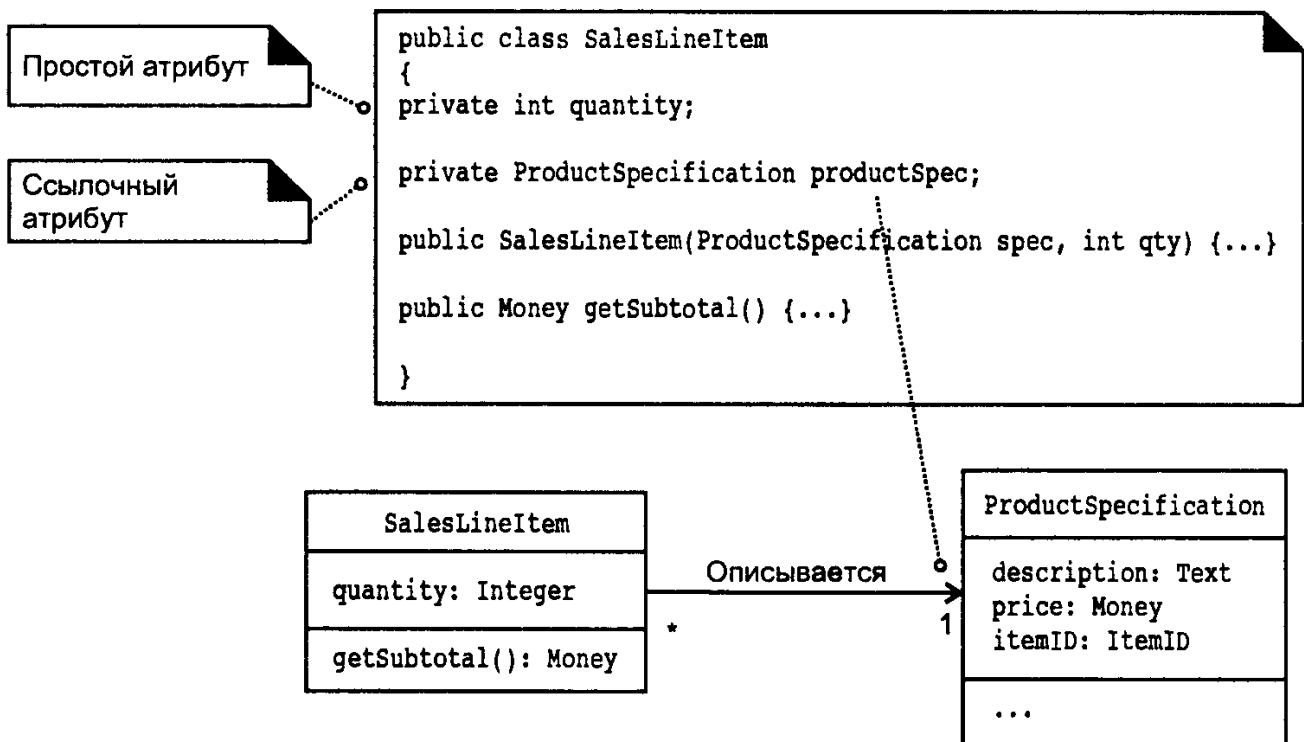 Простой атрибут
Ссылочный
атрибут
public class SalesLineItem
{
private int quantity;
private ProductSpecification productSpec;
public SalesLineItem(ProductSpecification spec, int qty) {...}
public Money getSubtotal() {...}
}
SalesLineItem
quantity: Integer
getSubtotal(): Money
Описывается
*
1
ProductSpecification
description: Text
price: Money
itemID: ItemID
...